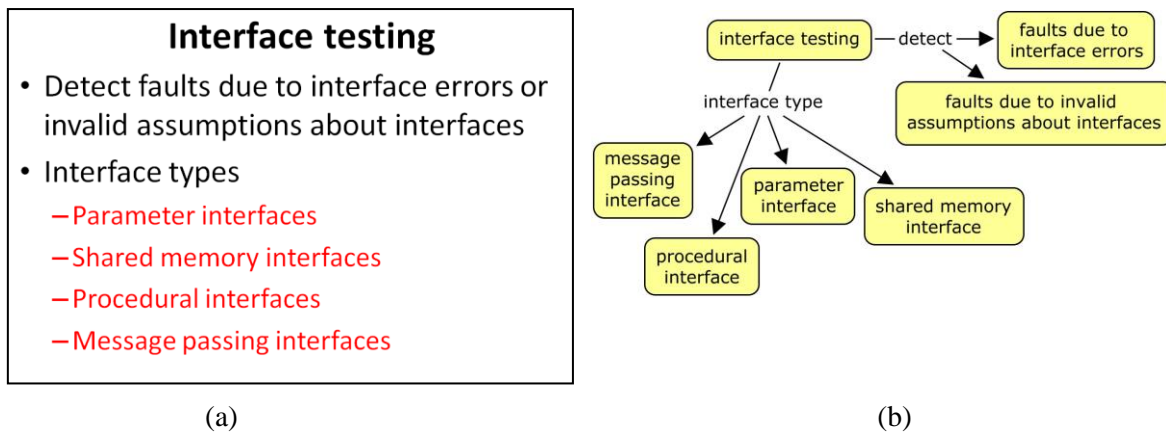 Interface testing
• Detect faults due to interface errors or
invalid assumptions about interfaces
• Interface types
–Parameter interfaces
–Shared memory interfaces
–Procedural interfaces
–Message passing interfaces
(a)
interface testing
detect
faults due to
interface errors
faults due to invalid
assumptions about interfaces
interface type
message
passing
interface
parameter
interface
shared memory
interface
procedural
interface
(b)